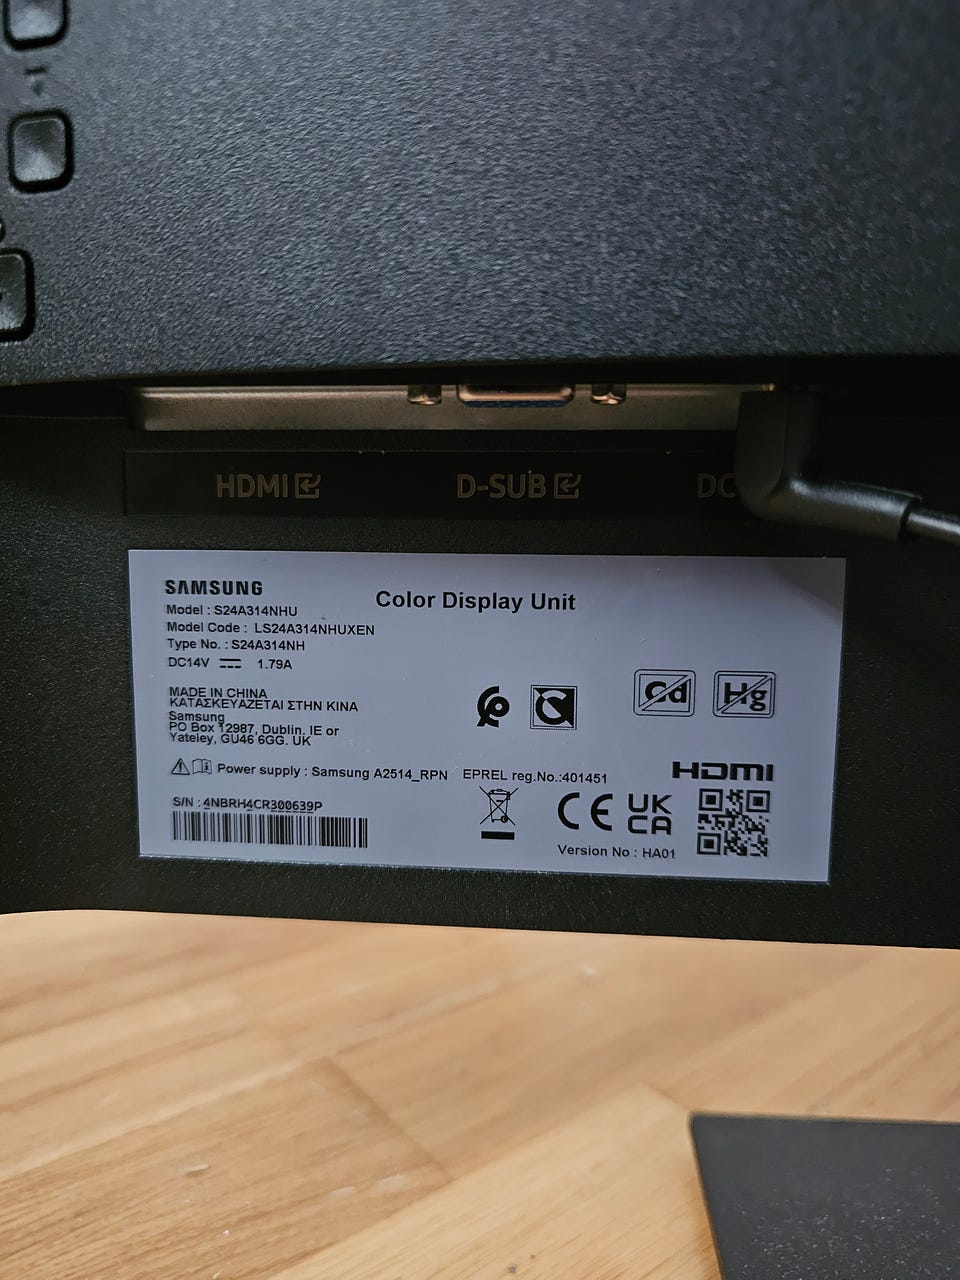 HDMI
D-SUB
DC
SAMSUNG
Color Display Unit
Model : S24A314NHU
Model Code : LS24A314NHUXEN
Type No. : S24A314NH
DC14V 1.79A
MADE IN CHINA
ΚΑΤΑΣΚΕΥΑΖΕΤΑΙ ΣΤΗΝ ΚΙΝΑ
Samsung
PO Box 12987, Dublin. IE or
Yateley, GU46 6GG. UK
Cd
Hg
Power supply : Samsung A2514_RPN
EPREL reg.No.:401451
HDMI
S/N : 4NBRH4CR300639P
CE
UK
CA
Version No : HA01